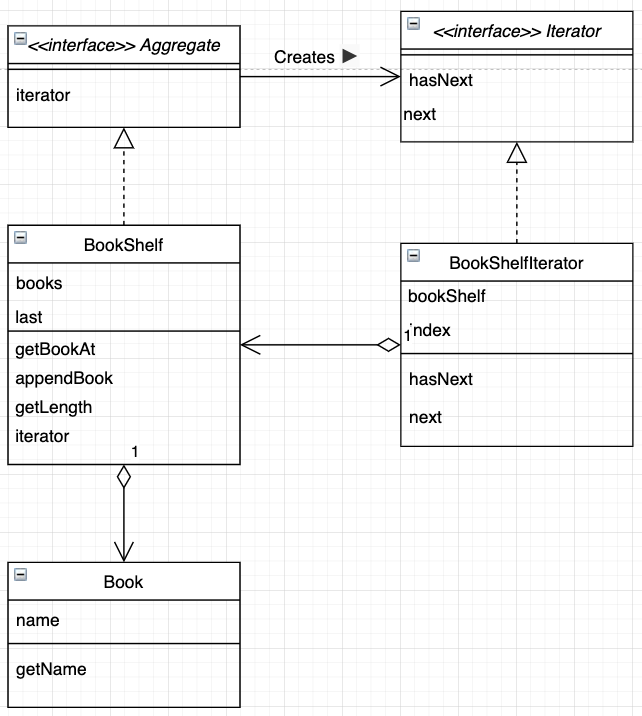 <<interface>> Aggregate
iterator
Creates
<<interface>> Iterator
hasNext
next
BookShelf
books
last
getBookAt
appendBook
getLength
iterator
1
BookShelfIterator
bookShelf
index
1
hasNext
next
Book
name
getName